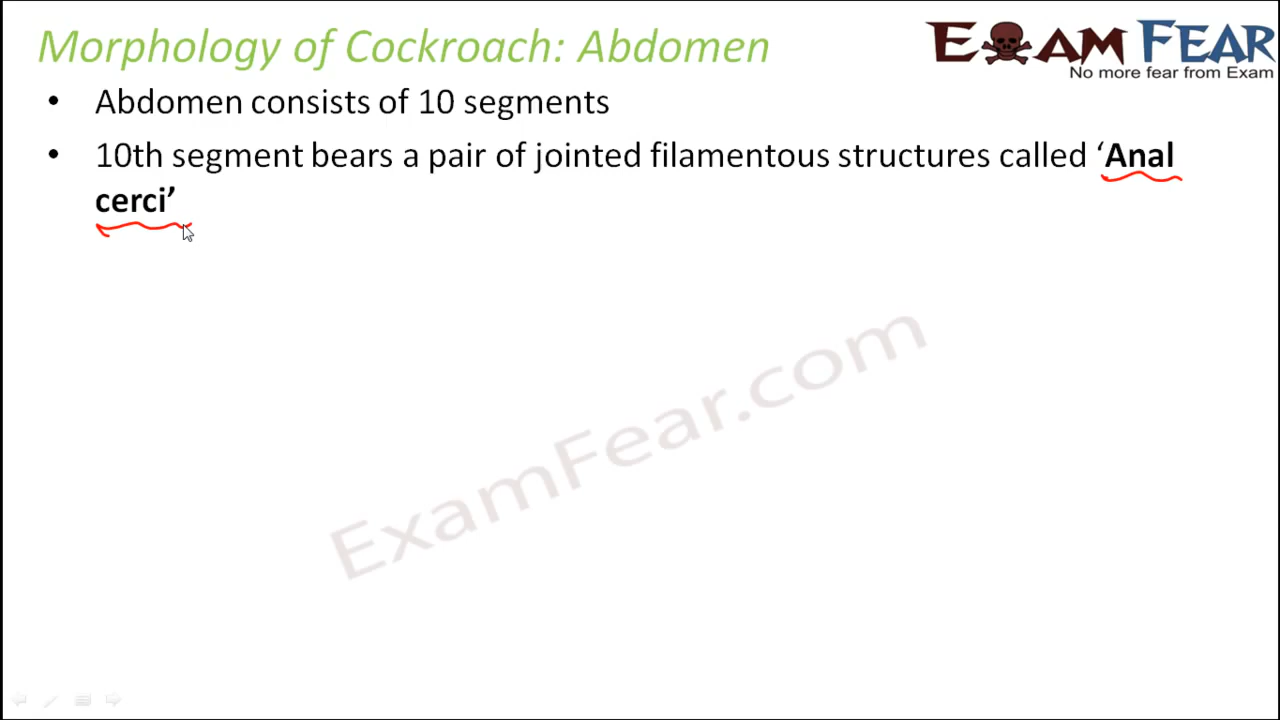 Morphology of Cockroach: Abdomen
EXAM FEAR
No more fear from Exam
• Abdomen consists of 10 segments
• 10th segment bears a pair of jointed filamentous structures called ‘Anal
cerci’
ExamFear.com